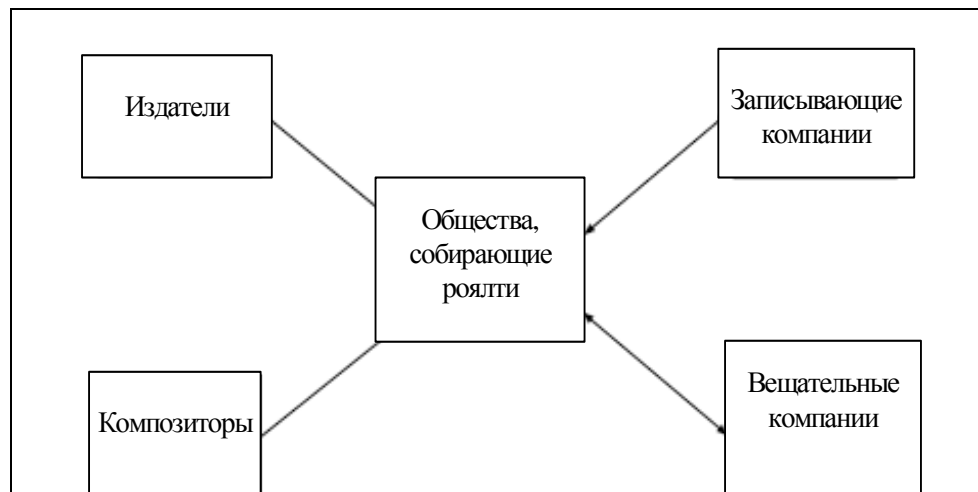 Издатели
Записывающие
компании
Общества,
собирающие
роялти
Композиторы
Вещательные
компании